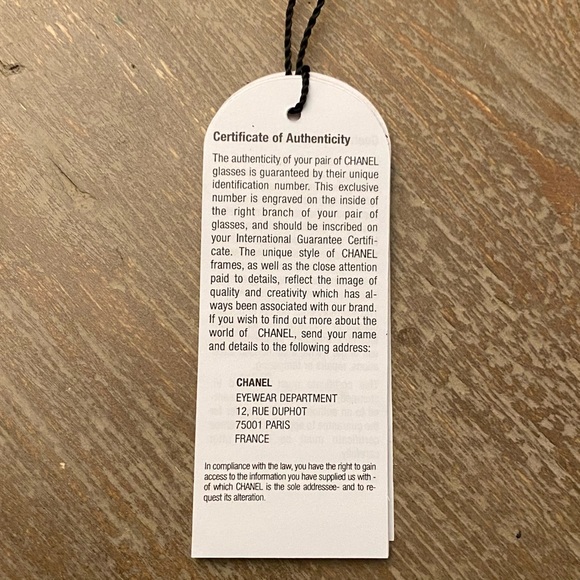 Certificate of Authenticity
The authenticity of your pair of CHANEL
glasses is guaranteed by their unique
identification number. This exclusive
number is engraved on the inside of
the right branch of your pair of
glasses, and should be inscribed on
your International Guarantee Certifi-
cate. The unique style of CHANEL
frames, as well as the close attention
paid to details, reflect the image of
quality and creativity which has al-
ways been associated with our brand.
If you wish to find out more about the
world of CHANEL, send your name
and details to the following address:
CHANEL
EYEWEAR DEPARTMENT
12, RUE DUPHOT
75001 PARIS
FRANCE
In compliance with the law, you have the right to gain
access to the information you have supplied us with -
of which CHANEL is the sole addressee- and to re-
quest its alteration.